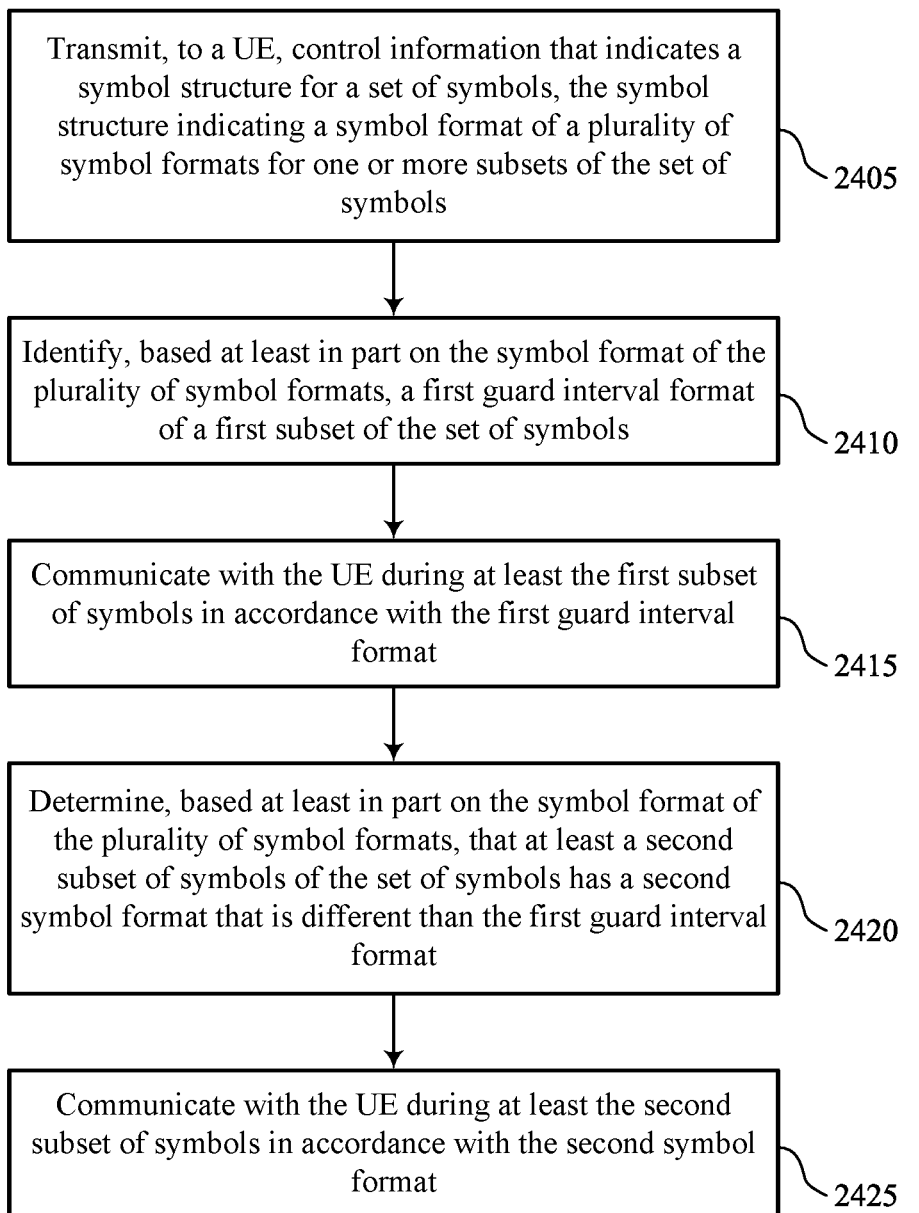 Transmit, to a UE, control information that indicates a
symbol structure for a set of symbols, the symbol
structure indicating a symbol format of a plurality of
symbol formats for one or more subsets of the set of
symbols
2405
Identify, based at least in part on the symbol format of the
plurality of symbol formats, a first guard interval format
of a first subset of the set of symbols
2410
Communicate with the UE during at least the first subset
of symbols in accordance with the first guard interval
format
2415
Determine, based at least in part on the symbol format of
the plurality of symbol formats, that at least a second
subset of symbols of the set of symbols has a second
symbol format that is different than the first guard interval
format
2420
Communicate with the UE during at least the second
subset of symbols in accordance with the second symbol
format
2425